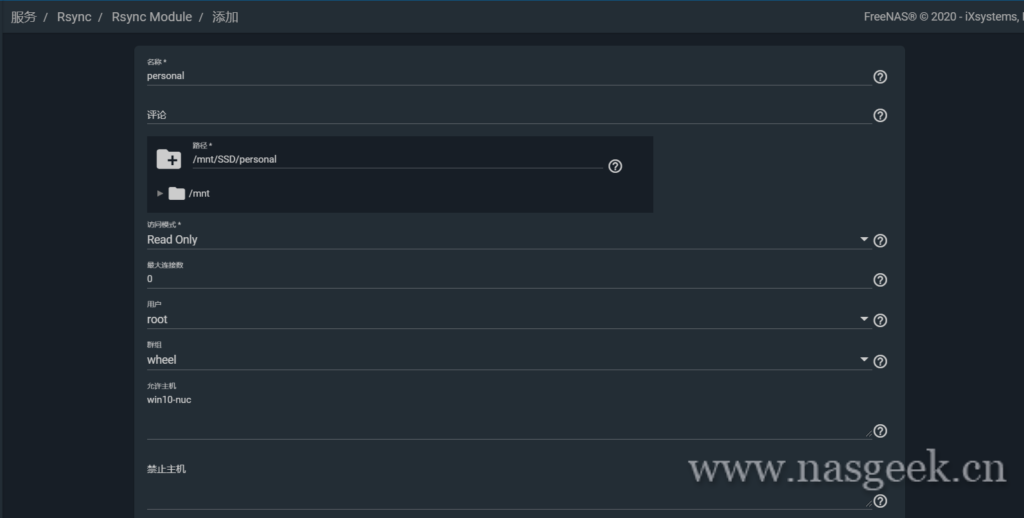 服务 / Rsync / Rsync Module / 添加
FreeNAS® © 2020 - iXsystems,
名称 *
personal
评论
路径 *
/mnt/SSD/personal
/mnt
访问模式 *
Read Only
最大连接数
0
用户
root
群组
wheel
允许主机
win10-nuc
禁止主机
www.nasgeek.cn